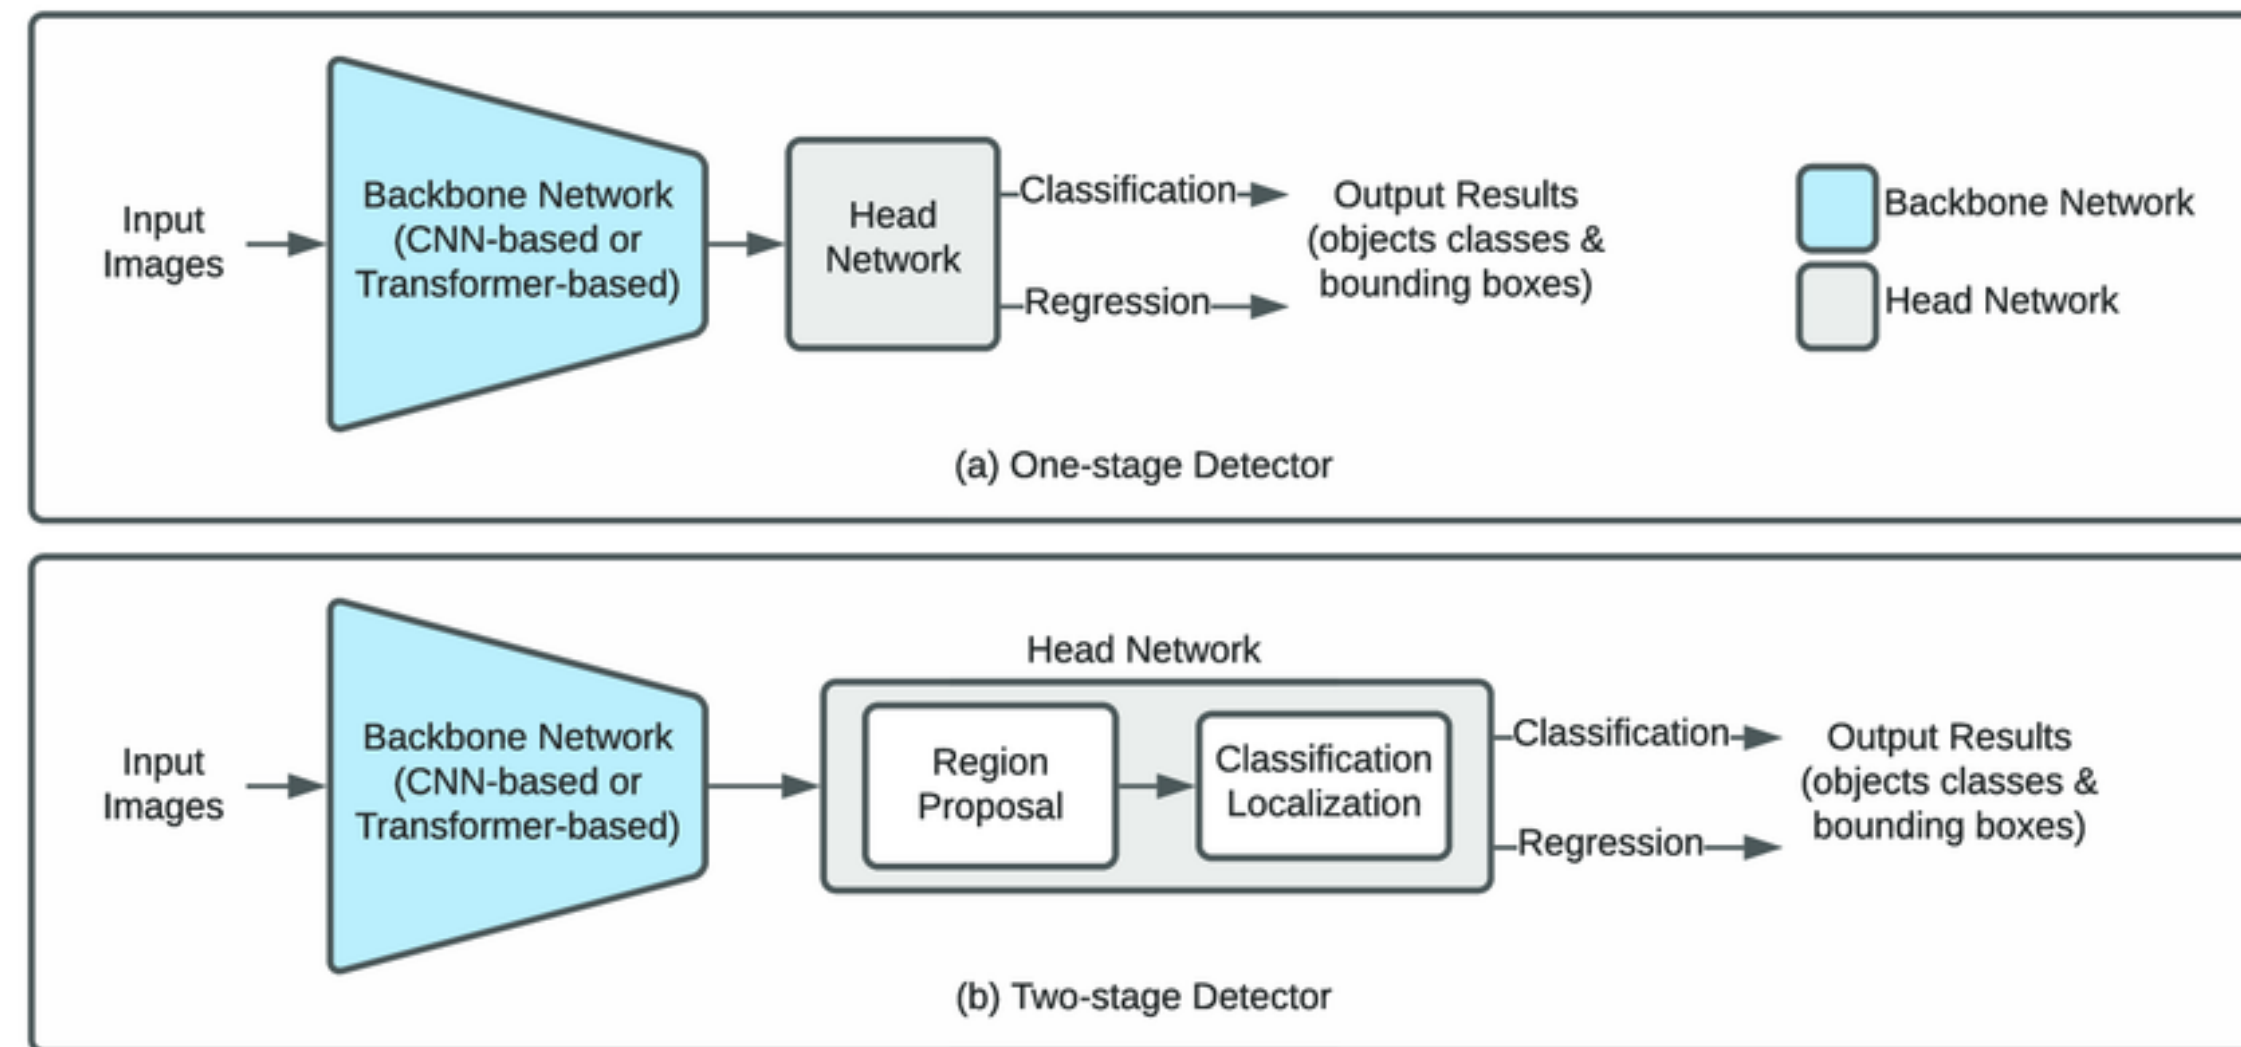 Input
Images
Backbone Network
(CNN-based or
Transformer-based)
Head
Network
Classification
Regression
Output Results
(objects classes &
bounding boxes)
Backbone Network
Head Network
(a) One-stage Detector
Input
Images
Backbone Network
(CNN-based or
Transformer-based)
Head Network
Region
Proposal
Classification
Localization
Classification
Regression
Output Results
(objects classes &
bounding boxes)
(b) Two-stage Detector